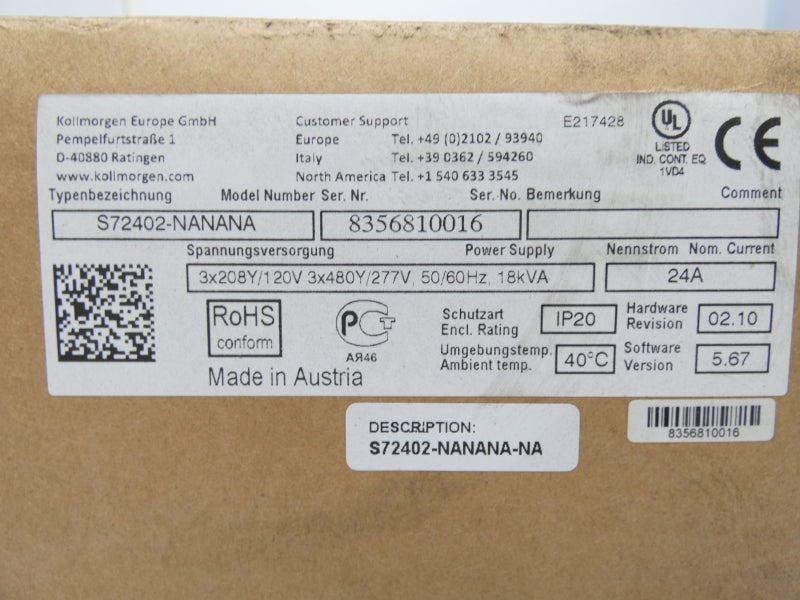 Kollmorgen Europe GmbH
Pempelfurtstraße 1
D-40880 Ratingen
www.kollmorgen.com
Customer Support
Europe Tel. +49 (0)2102 / 93940
Italy Tel. +39 0362 / 594260
North America Tel. +1 540 633 3545
E217428
UL
LISTED
IND. CONT. EQ
1VD4
CE
Typenbezeichnung Model Number Ser. Nr. Ser.-No. Bemerkung Comment
S72402-NANANA 8356810016
Spannungsversorgung Power Supply Nennstrom Nom. Current
3x208Y/120V 3x480Y/277V, 50/60Hz, 18kVA 24A
RoHS
conform
АЯ46
Made in Austria
Schutzart
Encl. Rating
IP20
Hardware
Revision
02.10
Umgebungstemp.
Ambient temp.
40°C
Software
Version
5.67
DESCRIPTION:
S72402-NANANA-NA
8356810016